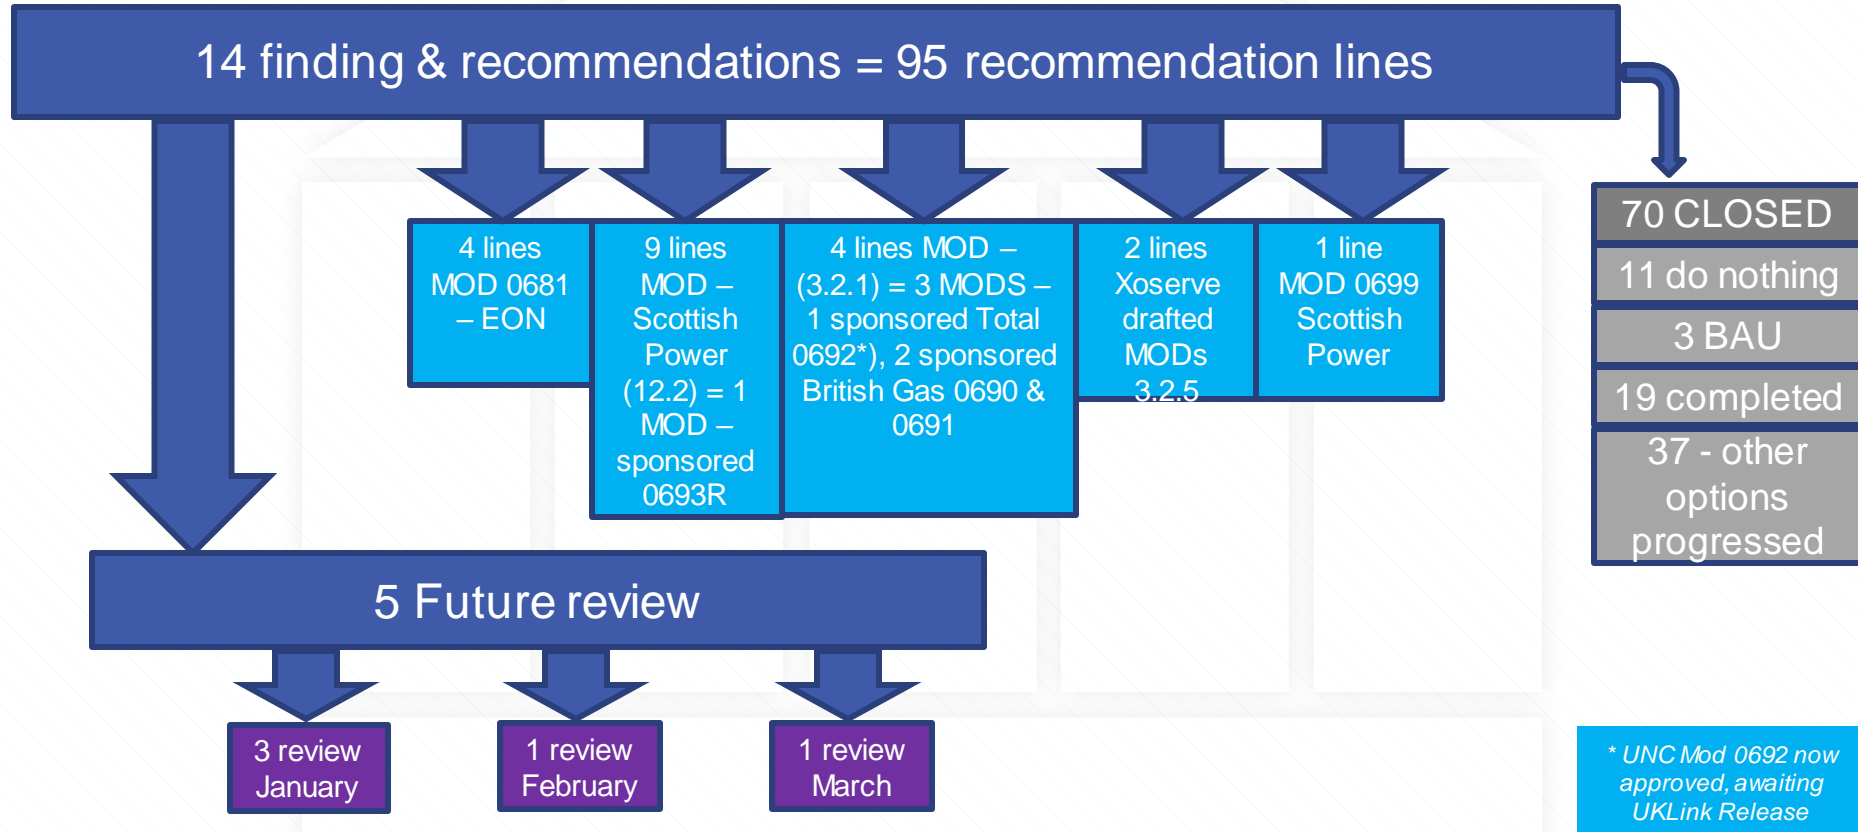 14 finding & recommendations = 95 recommendation lines
4 lines
MOD 0681
– EON
9 lines
MOD –
Scottish
Power
(12.2) = 1
MOD –
sponsored
0693R
4 lines MOD –
(3.2.1) = 3 MODS –
1 sponsored Total
0692*), 2 sponsored
British Gas 0690 &
0691
2 lines
Xoserve
drafted
MODs
3.2.5
1 line
MOD 0699
Scottish
Power
70 CLOSED
11 do nothing
3 BAU
19 completed
37 - other
options
progressed
5 Future review
3 review
January
1 review
February
1 review
March
* UNC Mod 0692 now
approved, awaiting
UKLink Release